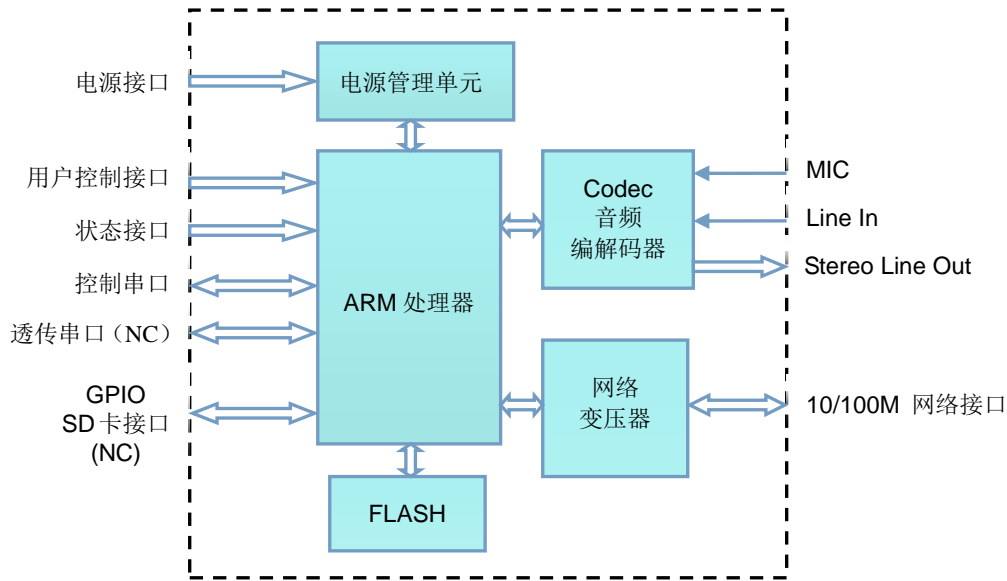 电源接口
用户控制接口
状态接口
控制串口
透传串口（NC）
GPIO
SD卡接口
(NC)
电源管理单元
ARM 处理器
FLASH
Codec
音频
编解码器
网络
变压器
MIC
Line In
Stereo Line Out
10/100M 网络接口